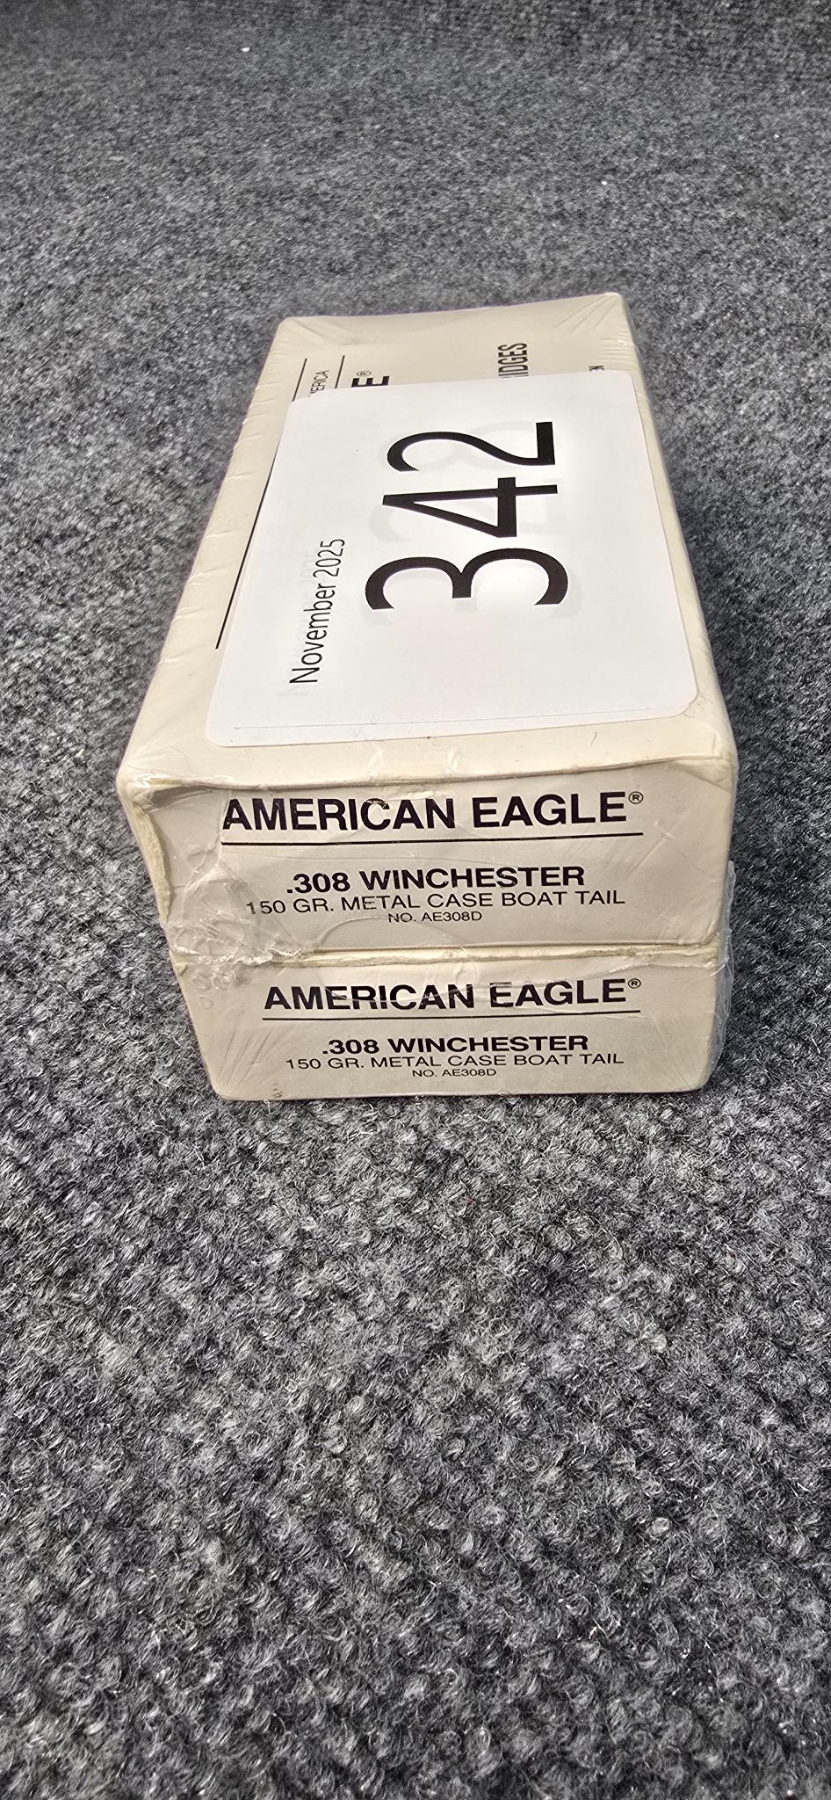 November 2025
342
AMERICAN EAGLE®
.308 WINCHESTER
150 GR. METAL CASE BOAT TAIL
NO. AE308D
AMERICAN EAGLE®
.308 WINCHESTER
150 GR. METAL CASE BOAT TAIL
NO. AE308D